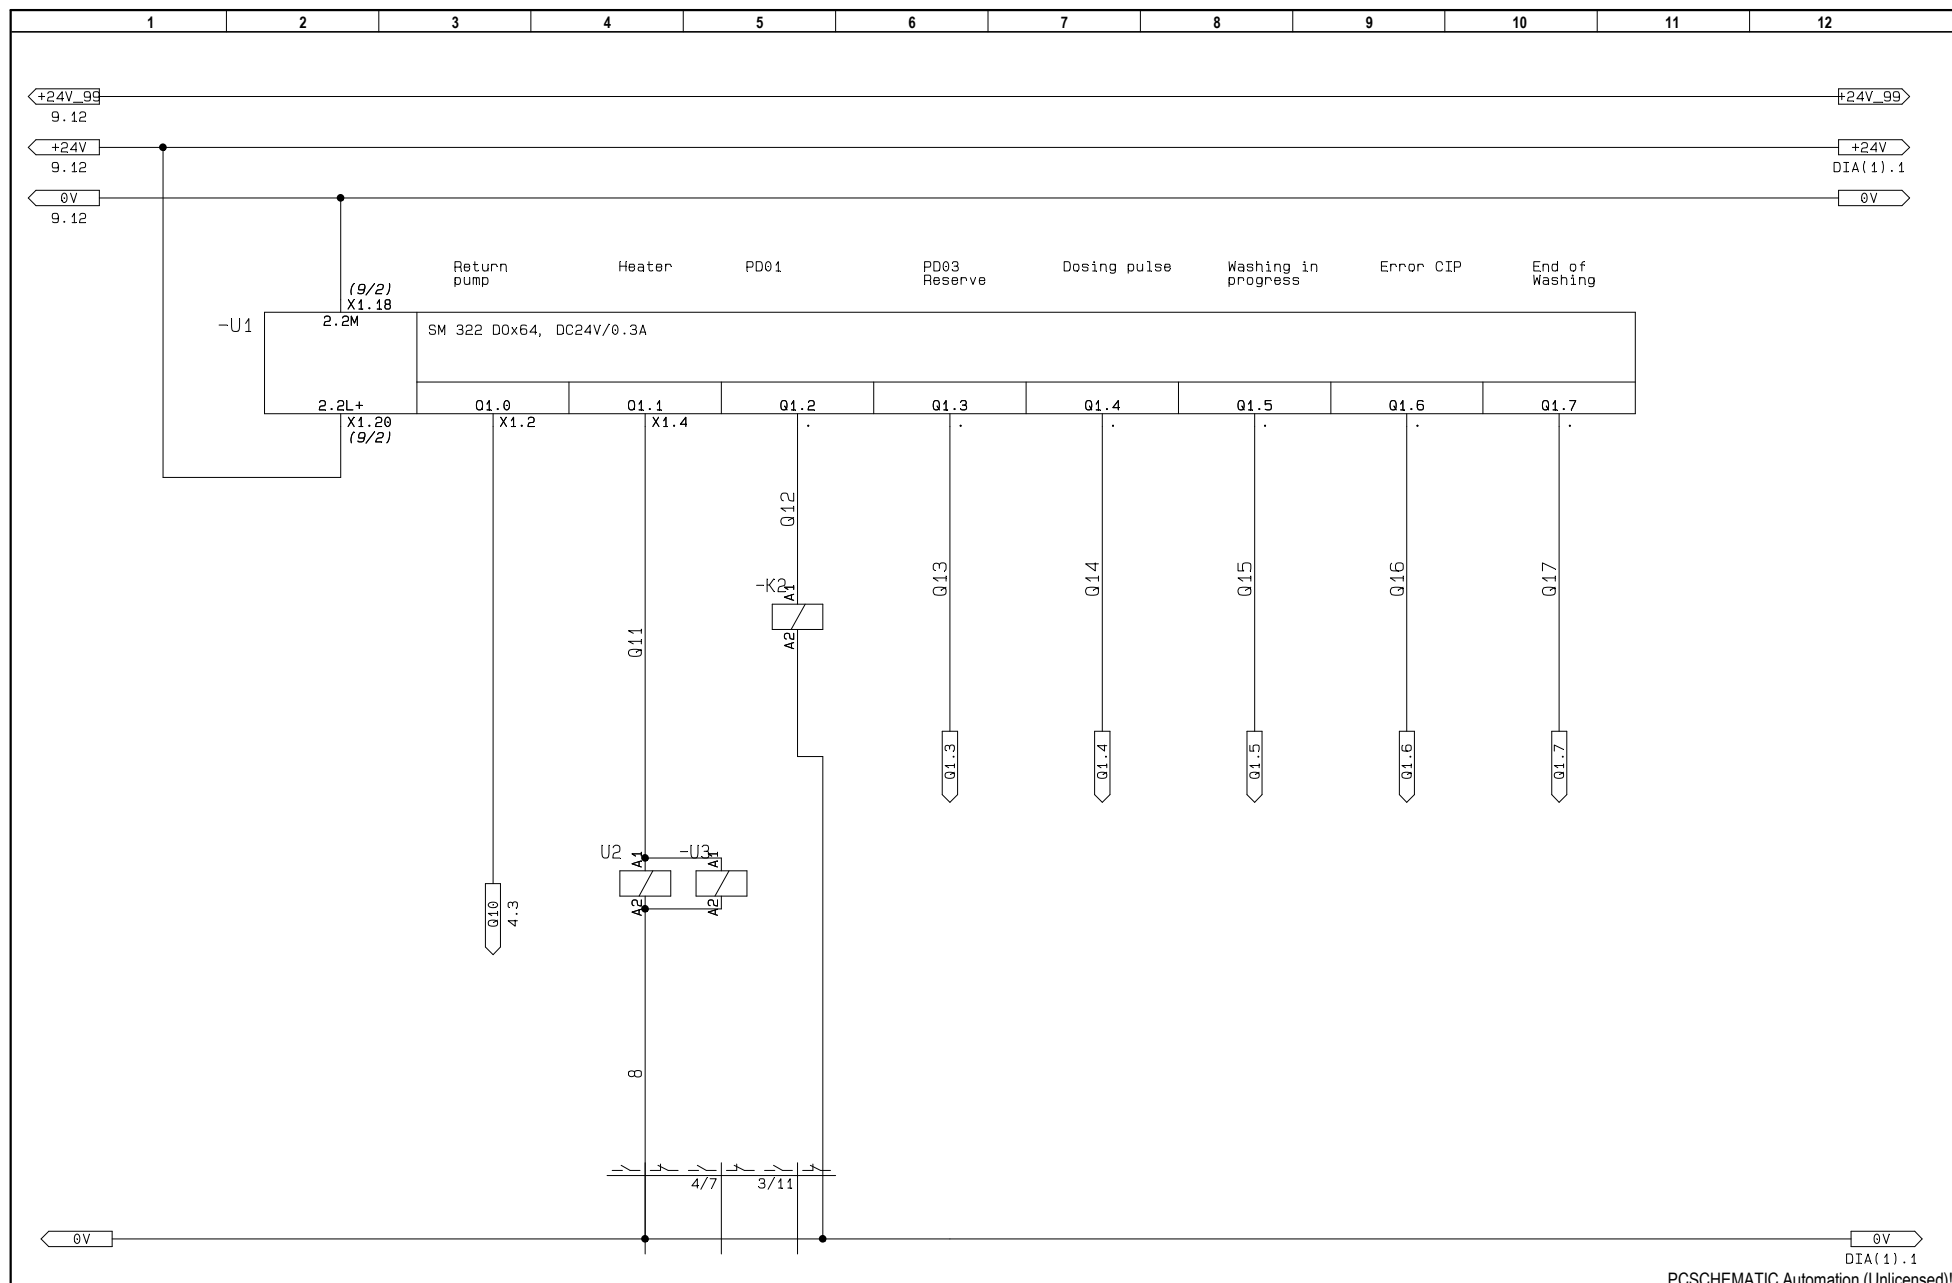 1 2 3 4 5 6 7 8 9 10 11 12
+24V_99 +24V_99
9.12
+24V +24V
9.12 DIA(1).1
0V 0V
9.12
Return Heater PD01 PD03 Dosing pulse Washing in Error CIP End of
pump Reserve progress Washing
(9/2)
X1.18
-U1 2.2M SM 322 DOx64, DC24V/0.3A
2.2L+ O1.0 O1.1 Q1.2 Q1.3 Q1.4 Q1.5 Q1.6 Q1.7
X1.20 X1.2 X1.4 . . . . . .
(9/2)
Q12
-K2 A1 Q13 Q14 Q15 Q16 Q17
Q11 A2
Q1.3 Q1.4 Q1.5 Q1.6 Q1.7
U2 A1 -U3 A1
Q10 4.3 A2 A2
8
4/7 3/11
0V 0V
DIA(1).1
PCSCHEMATIC Automation (Unlicensed)!